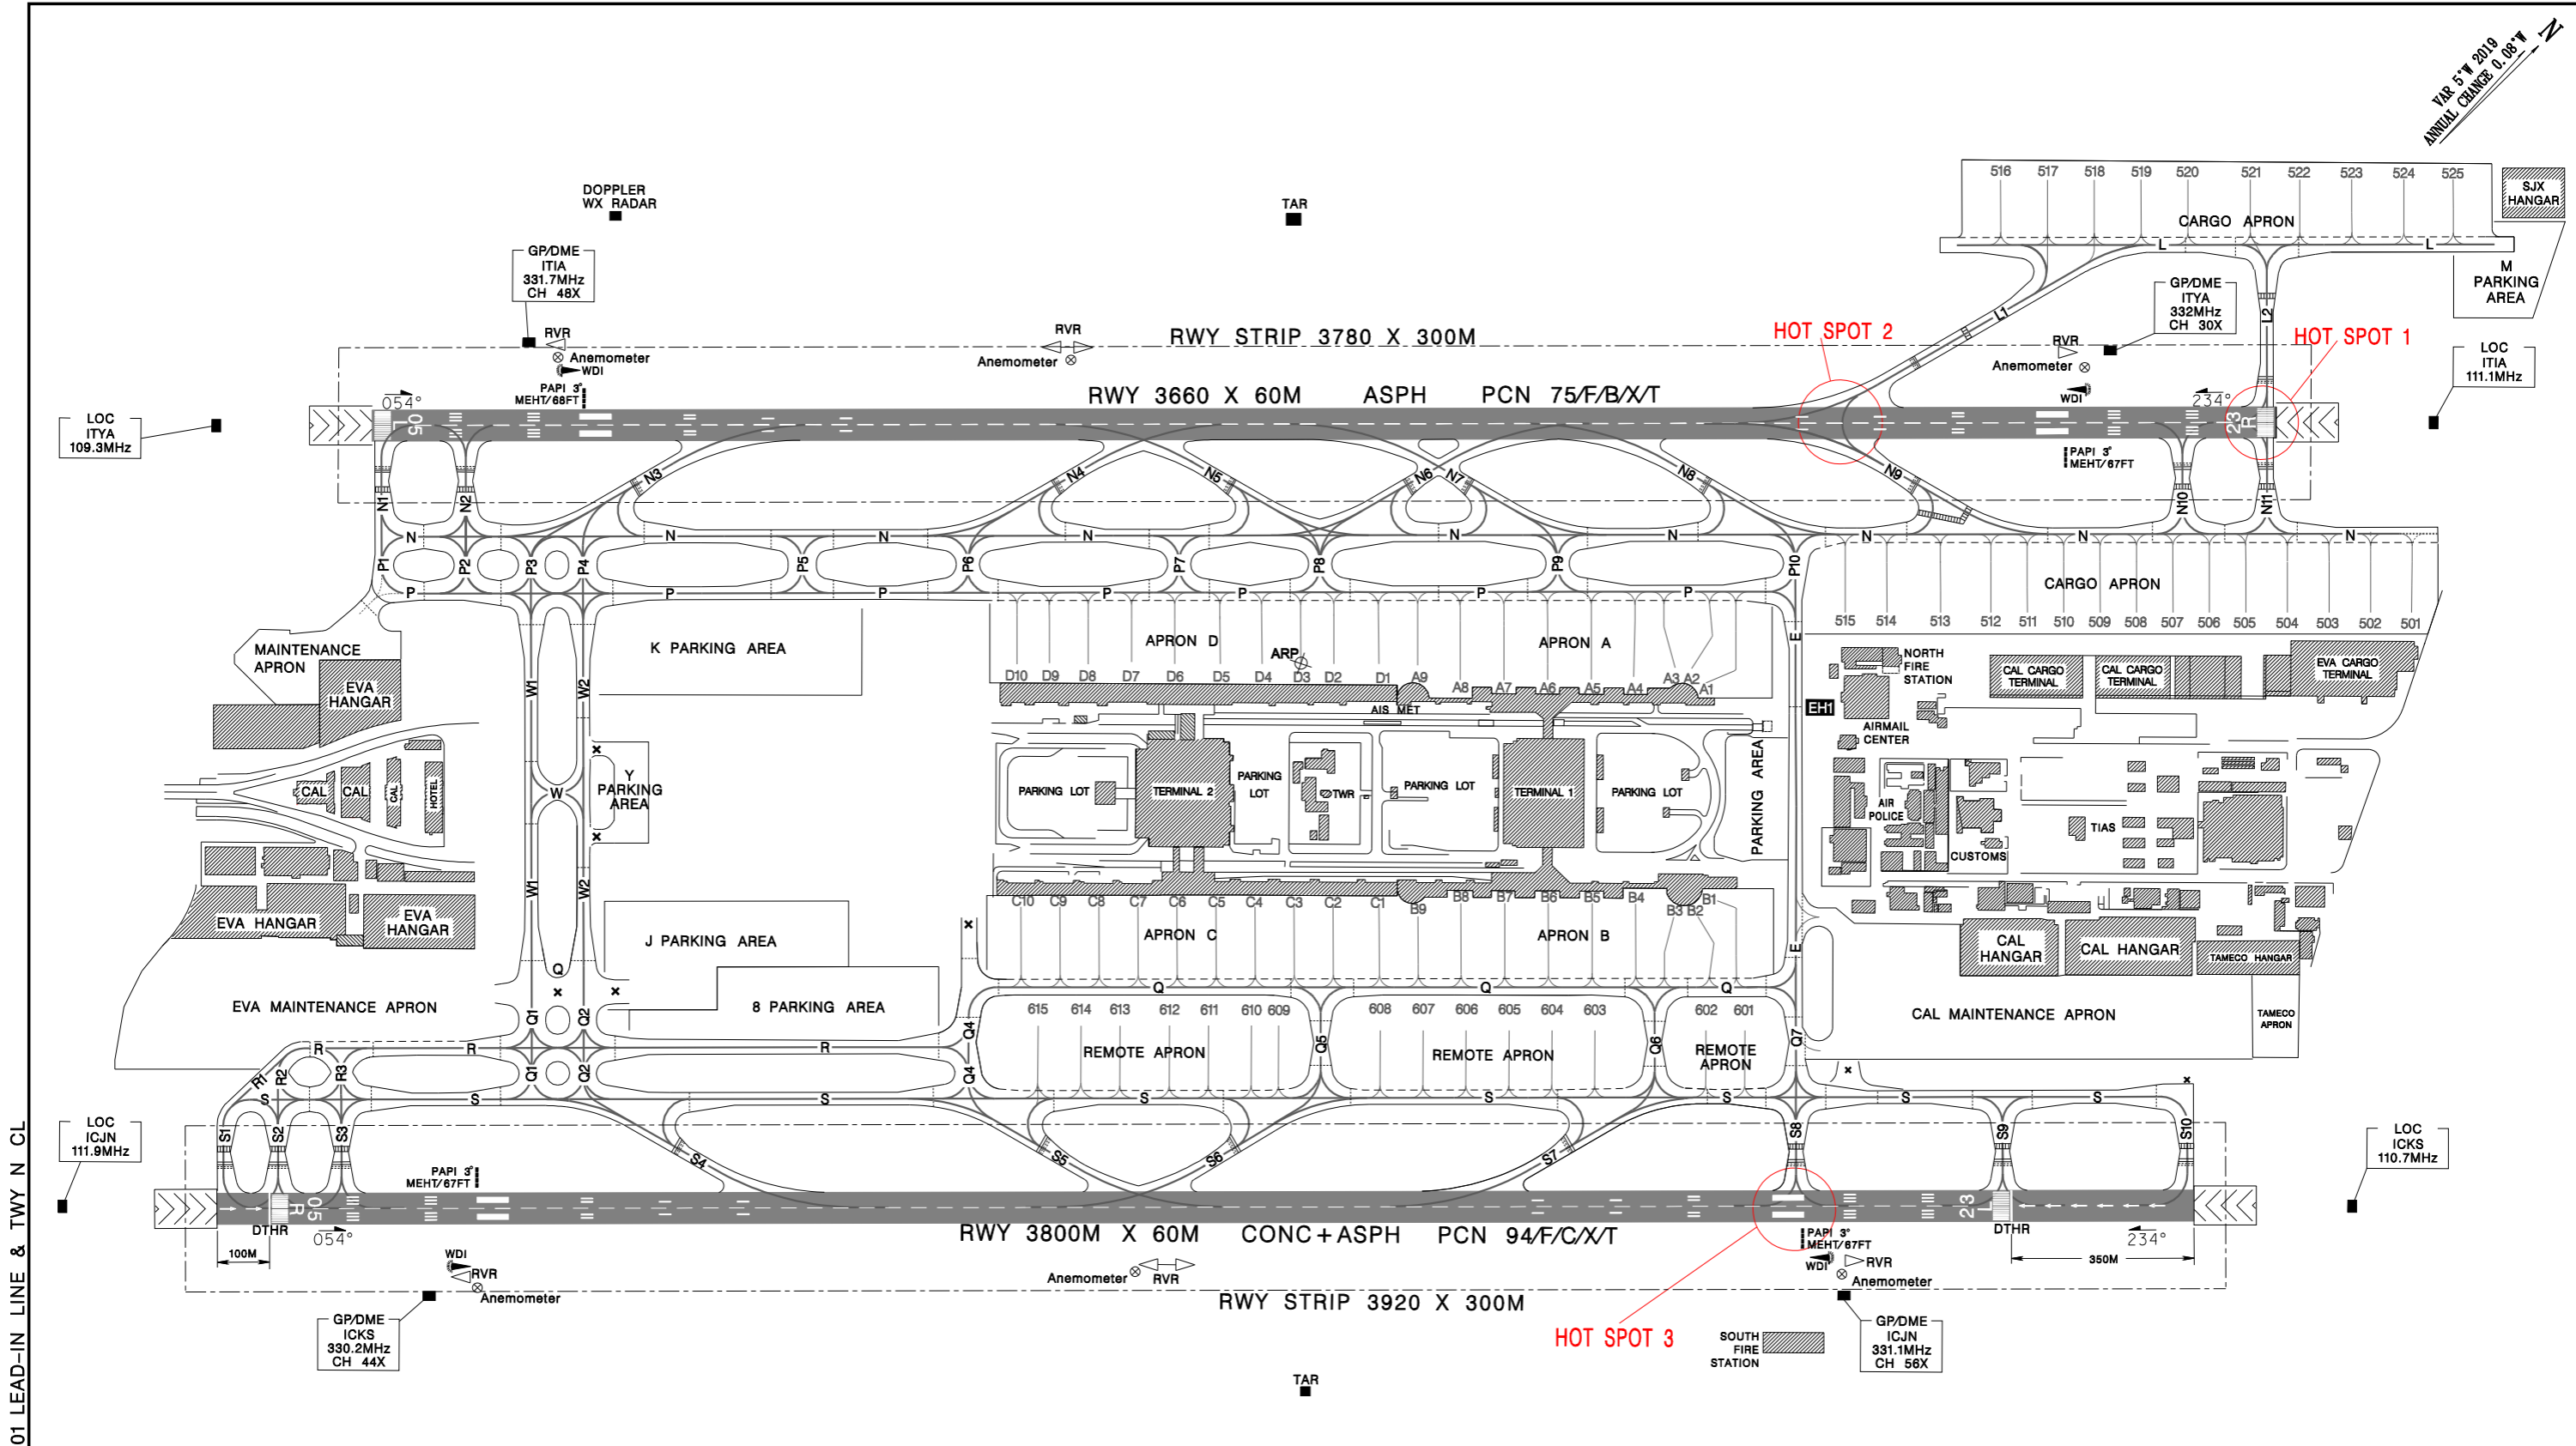 VAR 5°W 2019
ANNUAL CHANGE 0.08°W
N
DOPPLER
WX RADAR
TAR
516 517 518 519 520 521 522 523 524 525
SJX
HANGAR
CARGO APRON
L L
M
PARKING
AREA
GP/DME
ITIA
331.7MHz
CH 48X
GP/DME
ITYA
332MHz
CH 30X
L1
L2
RVR
Anemometer
WDI
RVR
Anemometer
RWY STRIP 3780 X 300M
HOT SPOT 2
RVR
Anemometer
WDI
HOT SPOT 1
LOC
ITIA
111.1MHz
PAPI 3°
MEHT/68FT
054°
RWY 3660 X 60M ASPH PCN 75/F/B/X/T
234°
LOC
ITYA
109.3MHz
05
L
23
R
PAPI 3°
MEHT/67FT
N1 N2 N3 N4 N5 N6 N7 N8 N9 N10 N11
N N N N N N N N N
P1 P2 P3 P4 P5 P6 P7 P8 P9 P10
P P P P P P P
CARGO APRON
515 514 513 512 511 510 509 508 507 506 505 504 503 502 501
MAINTENANCE
APRON
EVA
HANGAR
K PARKING AREA
APRON D
ARP
APRON A
E
D10 D9 D8 D7 D6 D5 D4 D3 D2 D1 A9 A8 A7 A6 A5 A4 A3 A2 A1
NORTH
FIRE
STATION
CAL CARGO
TERMINAL
CAL CARGO
TERMINAL
EVA CARGO
TERMINAL
W1 W2
AIS MET
EH1
AIRMAIL
CENTER
CAL CAL CAL HOTEL
W
Y
PARKING
AREA
PARKING LOT
TERMINAL 2
PARKING
LOT
TWR
PARKING LOT
TERMINAL 1
PARKING LOT
PARKING AREA
AIR
POLICE
TIAS
CUSTOMS
W1 W2
EVA HANGAR
EVA
HANGAR
C10 C9 C8 C7 C6 C5 C4 C3 C2 C1 B9 B8 B7 B6 B5 B4 B3 B2 B1
J PARKING AREA
APRON C
APRON B
E
CAL
HANGAR
CAL HANGAR
TAMECO HANGAR
Q
Q Q Q
EVA MAINTENANCE APRON
8 PARKING AREA
615 614 613 612 611 610 609 608 607 606 605 604 603 602 601
CAL MAINTENANCE APRON
TAMECO
APRON
Q1 Q2 Q4 Q5 Q6 Q7
R R R
REMOTE APRON
REMOTE APRON
REMOTE
APRON
R1 R2 R3 Q1 Q2 Q4
S S S S S S S S
S1 S2 S3 S4 S5 S6 S7 S8 S9 S10
LOC
ICJN
111.9MHz
LOC
ICKS
110.7MHz
PAPI 3°
MEHT/67FT
R
05
23
L
DTHR
054°
100M
RWY 3800M X 60M CONC+ASPH PCN 94/F/C/X/T
PAPI 3°
MEHT/67FT
DTHR
234°
350M
WDI
RVR
Anemometer
Anemometer
RVR
WDI
RVR
Anemometer
RWY STRIP 3920 X 300M
HOT SPOT 3
GP/DME
ICKS
330.2MHz
CH 44X
SOUTH
FIRE
STATION
GP/DME
ICJN
331.1MHz
CH 56X
TAR
01 LEAD-IN LINE & TWY N CL